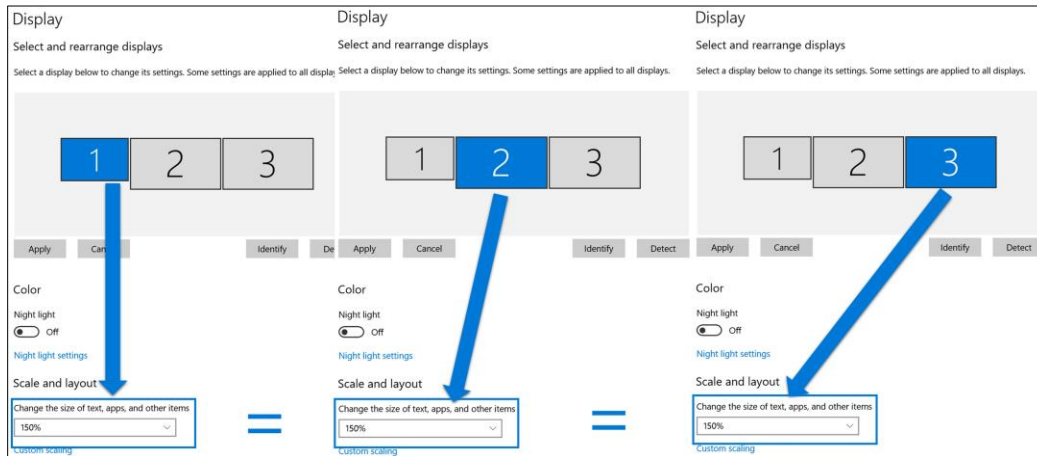 Display
Select and rearrange displays
Select a display below to change its settings. Some settings are applied to all display
1 2 3
Apply Can Identify De
Color
Night light
Off
Night light settings
Scale and layout
Change the size of text, apps, and other items
150%
Custom scaling
=
Display
Select and rearrange displays
Select a display below to change its settings. Some settings are applied to all displays.
1 2 3
Apply Cancel Identify Detect
Color
Night light
Off
Night light settings
Scale and layout
Change the size of text, apps, and other items
150%
Custom scaling
=
Display
Select and rearrange displays
Select a display below to change its settings. Some settings are applied to all displays.
1 2 3
Apply Cancel Identify Detect
Color
Night light
Off
Night light settings
Scale and layout
Change the size of text, apps, and other items
150%
Custom scaling